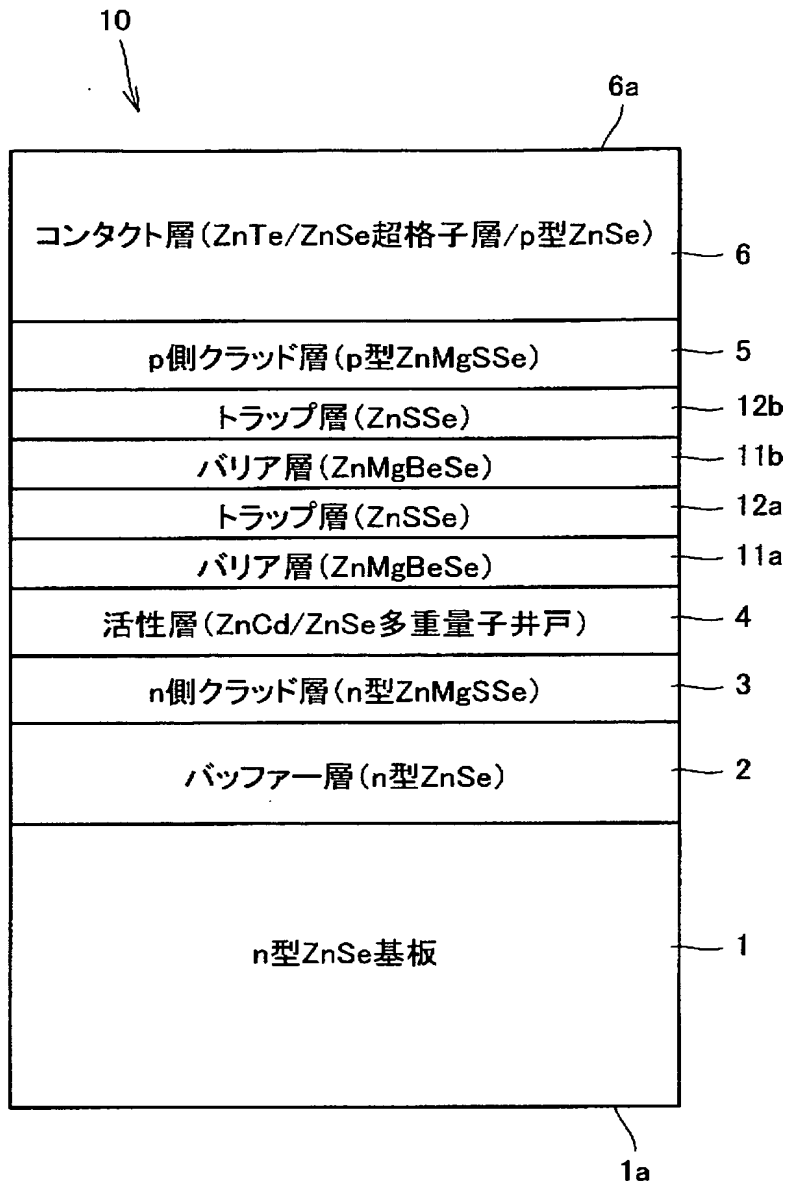 10
6a
コンタクト層(ZnTe/ZnSe超格子層/p型ZnSe)
6
p側クラッド層(p型ZnMgSSe)
5
トラップ層(ZnSSe)
12b
バリア層(ZnMgBeSe)
11b
トラップ層(ZnSSe)
12a
バリア層(ZnMgBeSe)
11a
活性層(ZnCd/ZnSe多重量子井戸)
4
n側クラッド層(n型ZnMgSSe)
3
バッファー層(n型ZnSe)
2
n型ZnSe基板
1
1a